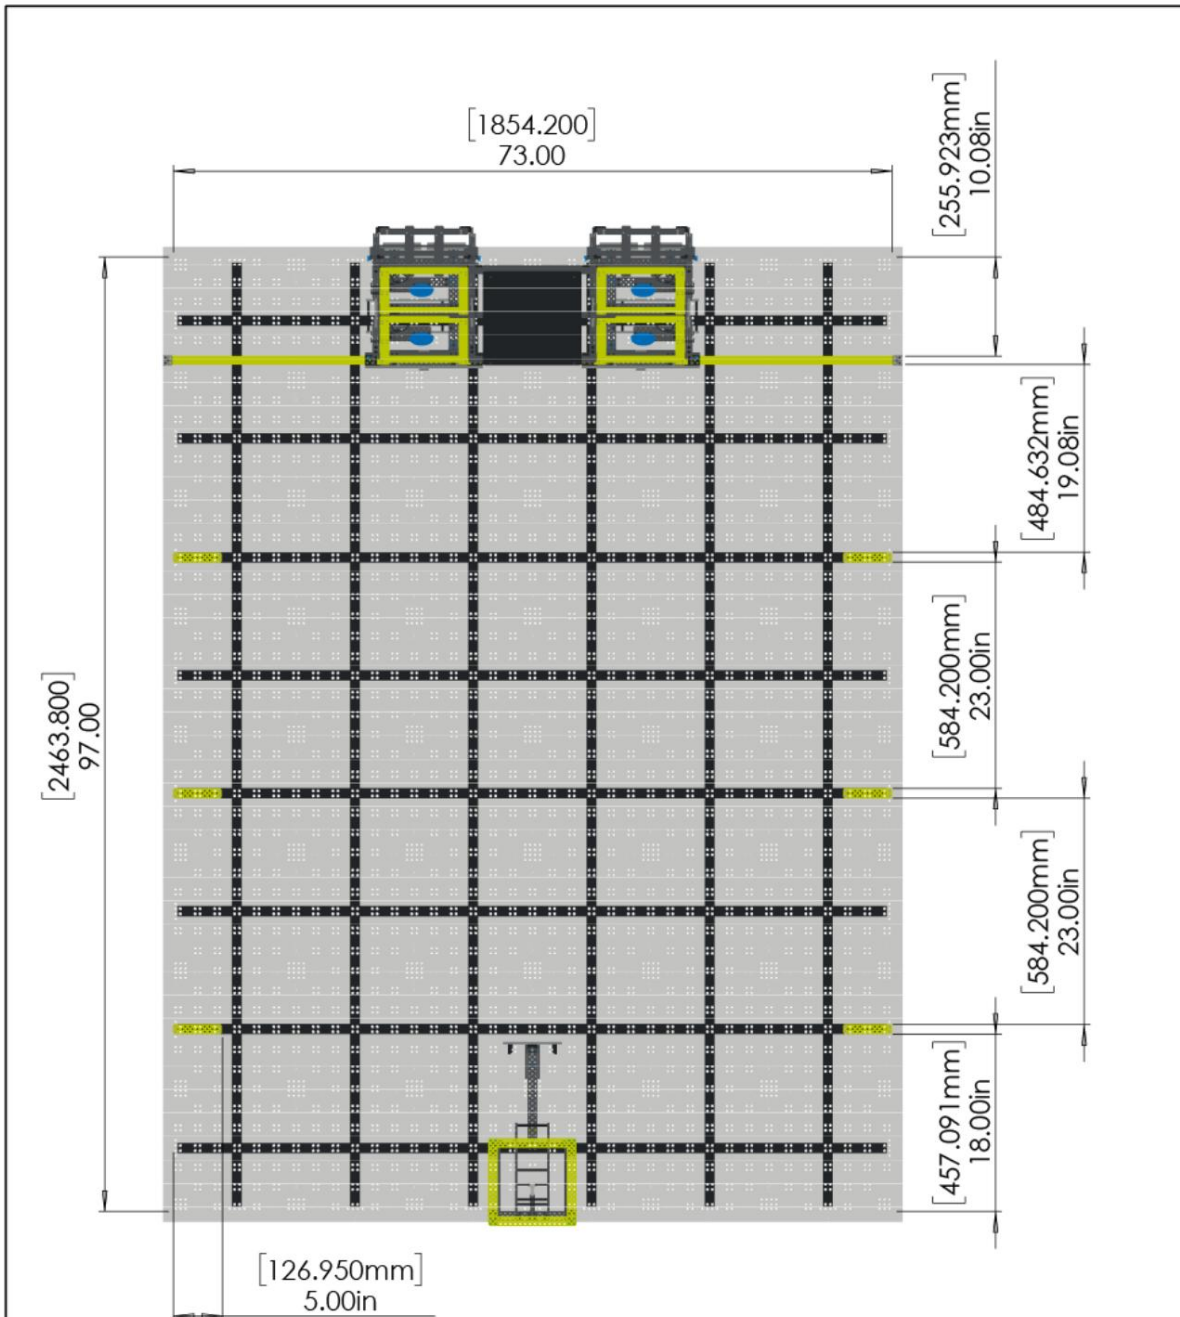 [1854.200]
73.00
[255.923mm]
10.08in
[484.632mm]
19.08in
[584.200mm]
23.00in
[2463.800]
97.00
[584.200mm]
23.00in
[457.091mm]
18.00in
[126.950mm]
5.00in